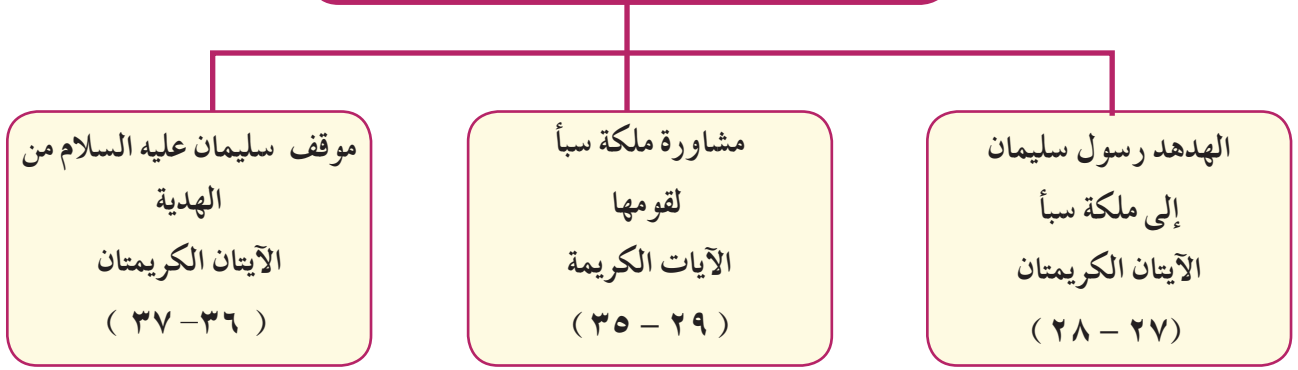 الهدهد رسول سليمان
إلى ملكة سبأ
الآيتان الكريمتان
(٢٧ – ٢٨ )
مشاورة ملكة سبأ
لقومها
الآيات الكريمة
( ٢٩ – ٣٥ )
موقف سليمان عليه السلام من
الهدية
الآيتان الكريمتان
( ٣٦– ٣٧ )